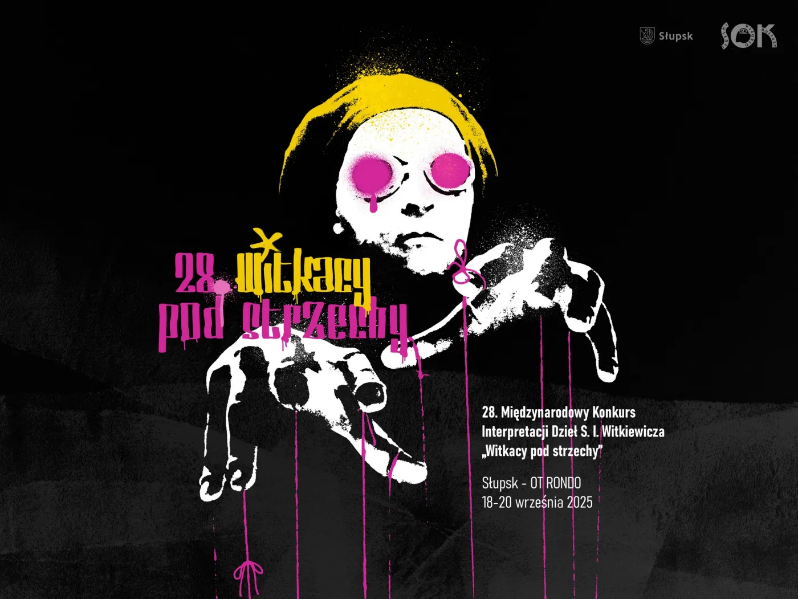 Słupsk
SOK
28. witkacy
pod strzechy
28. Międzynarodowy Konkurs
Interpretacji Dzieł S. I. Witkiewicza
„Witkacy pod strzechy”
Słupsk - OT RONDO
18-20 września 2025